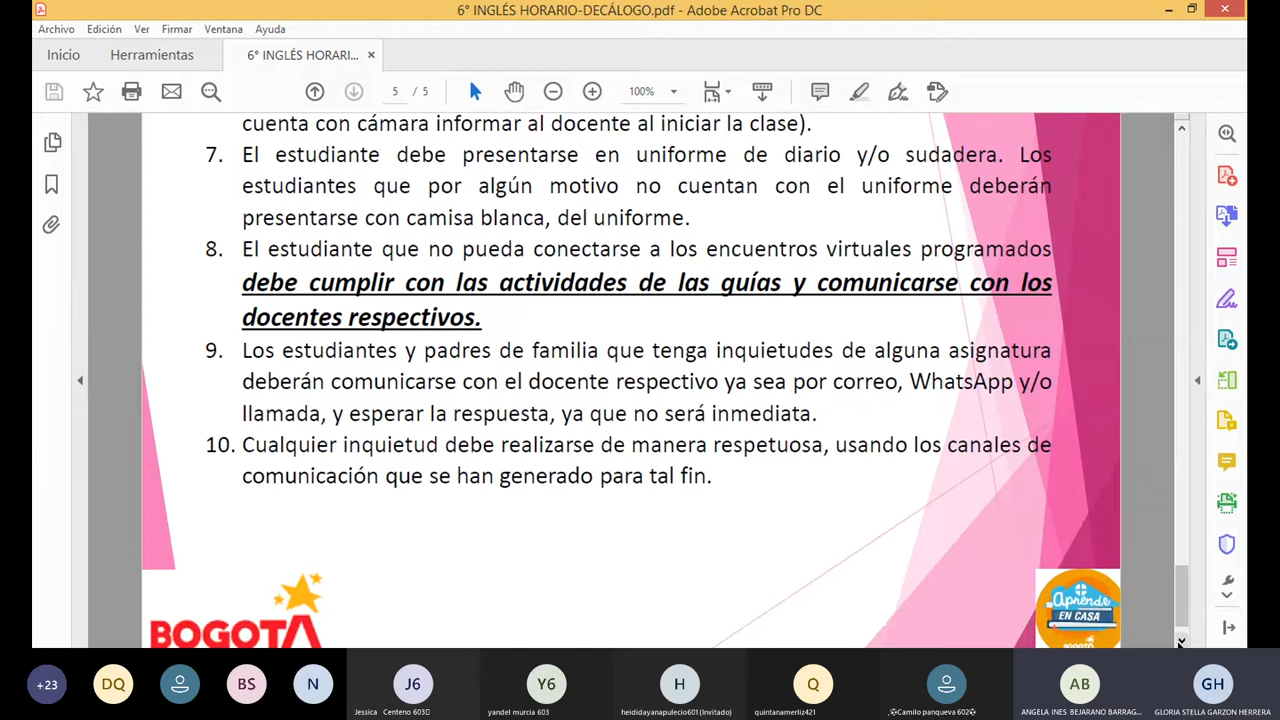 6° INGLÉS HORARIO-DECÁLOGO.pdf - Adobe Acrobat Pro DC
Archivo Edición Ver Firmar Ventana Ayuda
Inicio Herramientas 6° INGLÉS HORARI... ×
5 / 5 100%
cuenta con cámara informar al docente al iniciar la clase).
7. El estudiante debe presentarse en uniforme de diario y/o sudadera. Los
estudiantes que por algún motivo no cuentan con el uniforme deberán
presentarse con camisa blanca, del uniforme.
8. El estudiante que no pueda conectarse a los encuentros virtuales programados
debe cumplir con las actividades de las guías y comunicarse con los
docentes respectivos.
9. Los estudiantes y padres de familia que tenga inquietudes de alguna asignatura
deberán comunicarse con el docente respectivo ya sea por correo, WhatsApp y/o
llamada, y esperar la respuesta, ya que no será inmediata.
10. Cualquier inquietud debe realizarse de manera respetuosa, usando los canales de
comunicación que se han generado para tal fin.
BOGOTA
Aprende
EN CASA
BOGOTA
+23 DQ BS N J6 Y6 H Q AB GH
Jessica Centeno 603 yandel murcia 603 heididayanapulecio601(Invitado) quintanamerliz421 Camilo panqueva 602 ANGELA INES BEJARANO BARRAG... GLORIA STELLA GARZON HERRERA